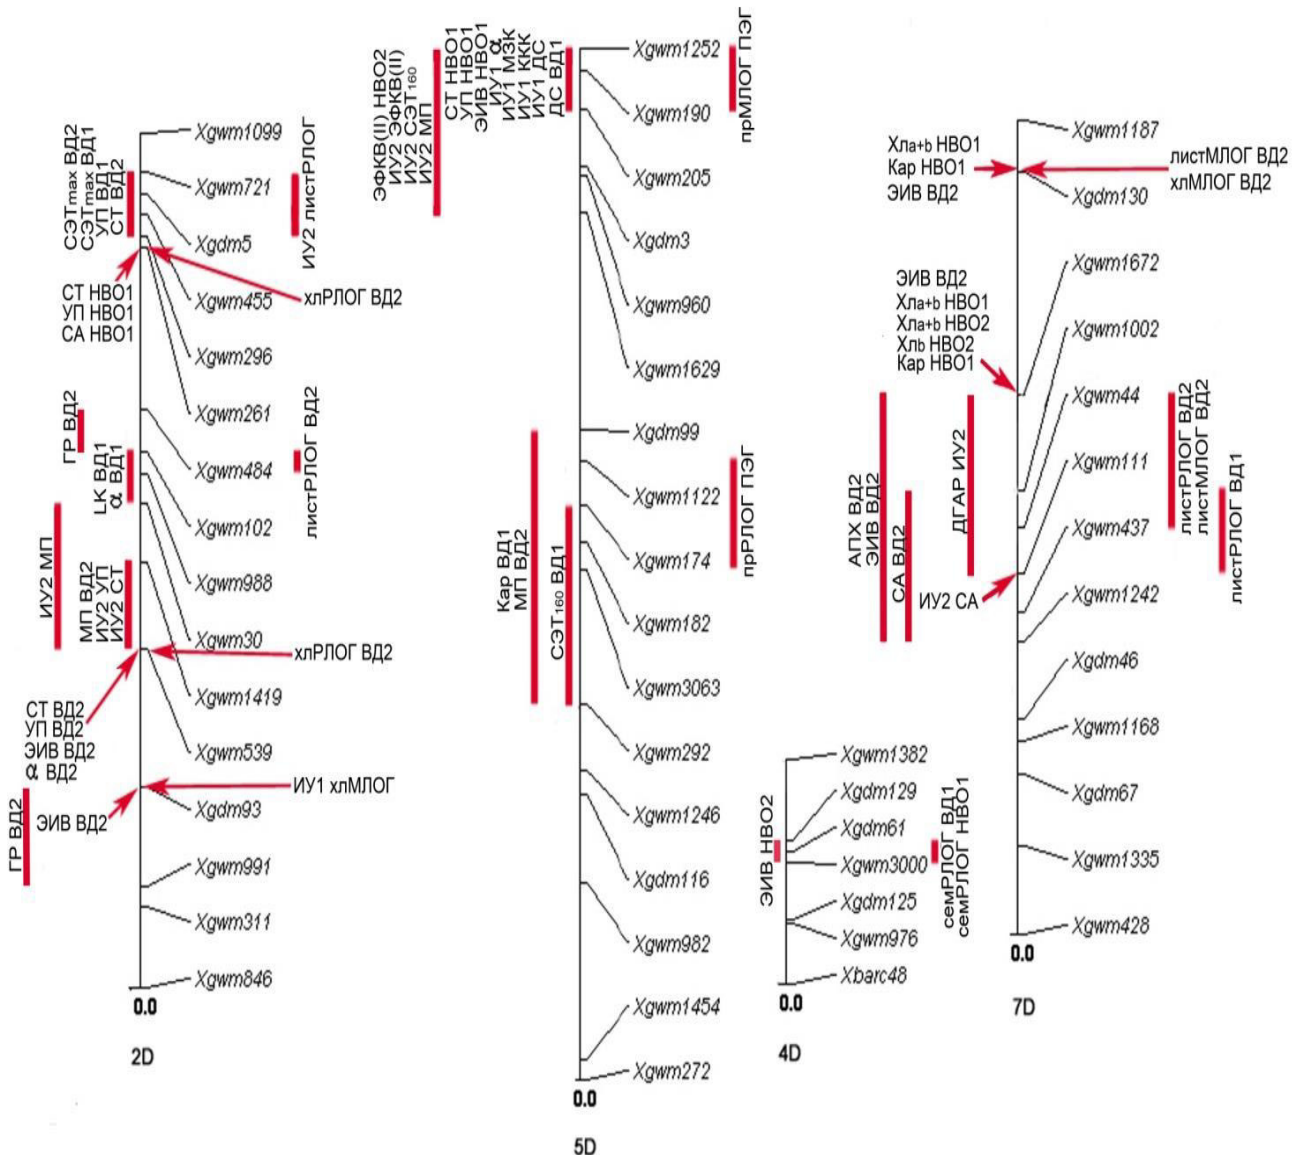 СЭТmax ВД2
СЭТmax ВД1
УП ВД1
СТ ВД2
Xgwm1099
Xgwm721
Xgdm5
Xgwm455
Xgwm296
Xgwm261
Xgwm484
Xgwm102
Xgwm988
Xgwm30
Xgwm1419
Xgwm539
Xgdm93
Xgwm991
Xgwm311
Xgwm846
ИУ2 листРЛОГ
СТ НВО1
УП НВО1
СА НВО1
хлРЛОГ ВД2
ГР ВД2
LK ВД1
α ВД1
листРЛОГ ВД2
ИУ2 МП
МП ВД2
ИУ2 УП
ИУ2 СТ
хлРЛОГ ВД2
СТ ВД2
УП ВД2
ЭИВ ВД2
α ВД2
ИУ1 хлМЛОГ
ЭИВ ВД2
ГР ВД2
0.0
2D
ЭФКВ(II) НВО2
ИУ2 ЭФКВ(II)
ИУ2 СЭТ160
ИУ2 МП
СТ НВО1
УП НВО1
ЭИВ НВО1
ИУ1 α
ИУ1 МЗК
ИУ1 ККК
ИУ1 ДС
ДС ВД1
Xgwm1252
Xgwm190
Xgwm205
Xgdm3
Xgwm960
Xgwm1629
Xgdm99
Xgwm1122
Xgwm174
Xgwm182
Xgwm3063
Xgwm292
Xgwm1246
Xgdm116
Xgwm982
Xgwm1454
Xgwm272
прМЛОГ ПЭГ
Кар ВД1
МП ВД2
СЭТ160 ВД1
прРЛОГ ПЭГ
0.0
5D
ЭИВ НВО2
Xgwm1382
Xgdm129
Xgdm61
Xgwm3000
Xgdm125
Xgwm976
Xbarc48
семРЛОГ ВД1
семРЛОГ НВО1
0.0
4D
Хла+b НВО1
Кар НВО1
ЭИВ ВД2
листМЛОГ ВД2
хлМЛОГ ВД2
Xgwm1187
Xgdm130
Xgwm1672
Xgwm1002
Xgwm44
Xgwm111
Xgwm437
Xgwm1242
Xgdm46
Xgwm1168
Xgdm67
Xgwm1335
Xgwm428
ЭИВ ВД2
Хла+b НВО1
Хла+b НВО2
Хлb НВО2
Кар НВО1
АПХ ВД2
ЭИВ ВД2
СА ВД2
ДГАР ИУ2
ИУ2 СА
листРЛОГ ВД2
листМЛОГ ВД2
листРЛОГ ВД1
0.0
7D